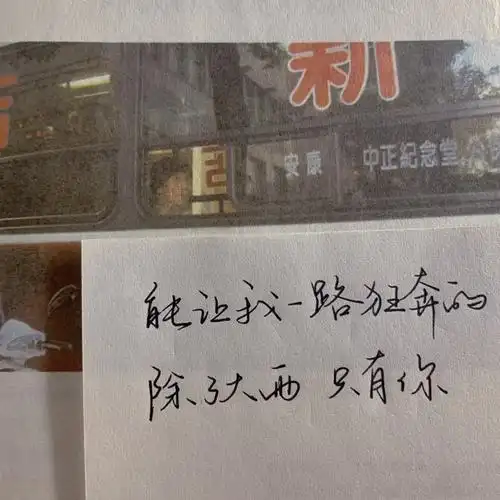 新
安康 中正紀念堂
能让我一路狂奔的
除了大西 只有你